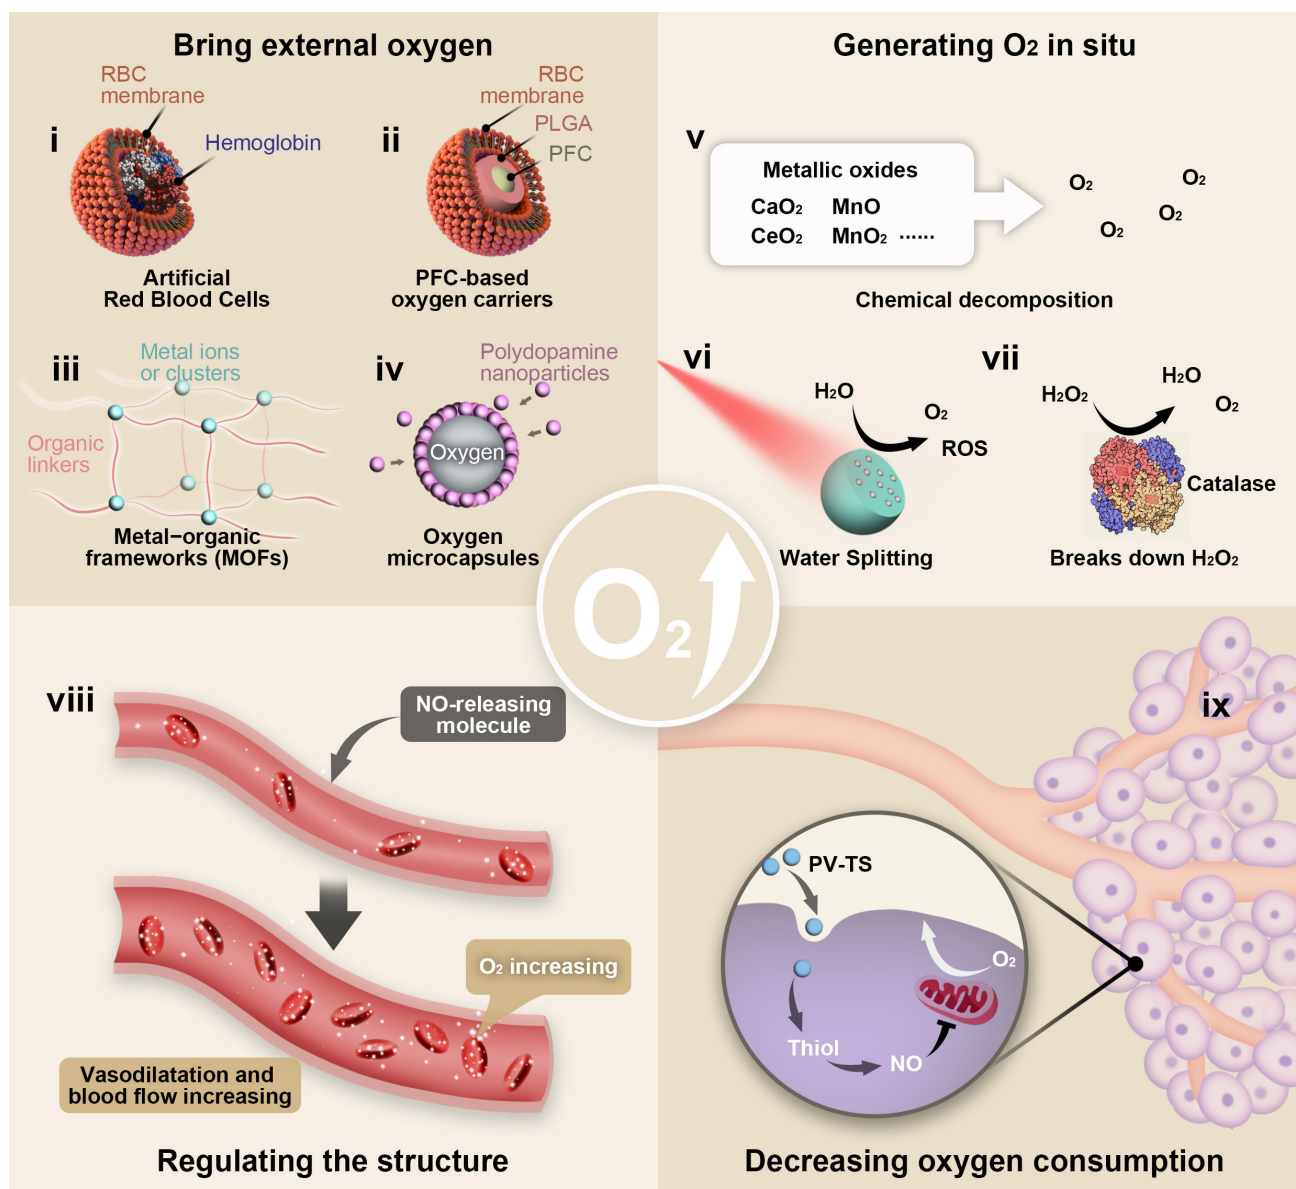 Bring external oxygen
RBC
membrane
i
Hemoglobin
Artificial
Red Blood Cells
RBC
membrane
PLGA
PFC
ii
PFC-based
oxygen carriers
iii
Metal ions
or clusters
Organic
linkers
Metal−organic
frameworks (MOFs)
iv
Polydopamine
nanoparticles
Oxygen
Oxygen
microcapsules
Generating O₂ in situ
v
Metallic oxides
CaO₂ MnO
CeO₂ MnO₂ ······
O₂
O₂
O₂
O₂
Chemical decomposition
vi
H₂O
O₂
ROS
Water Splitting
vii
H₂O₂
H₂O
O₂
Catalase
Breaks down H₂O₂
O₂
viii
NO-releasing
molecule
O₂ increasing
Vasodilatation and
blood flow increasing
Regulating the structure
ix
PV-TS
O₂
Thiol
NO
Decreasing oxygen consumption